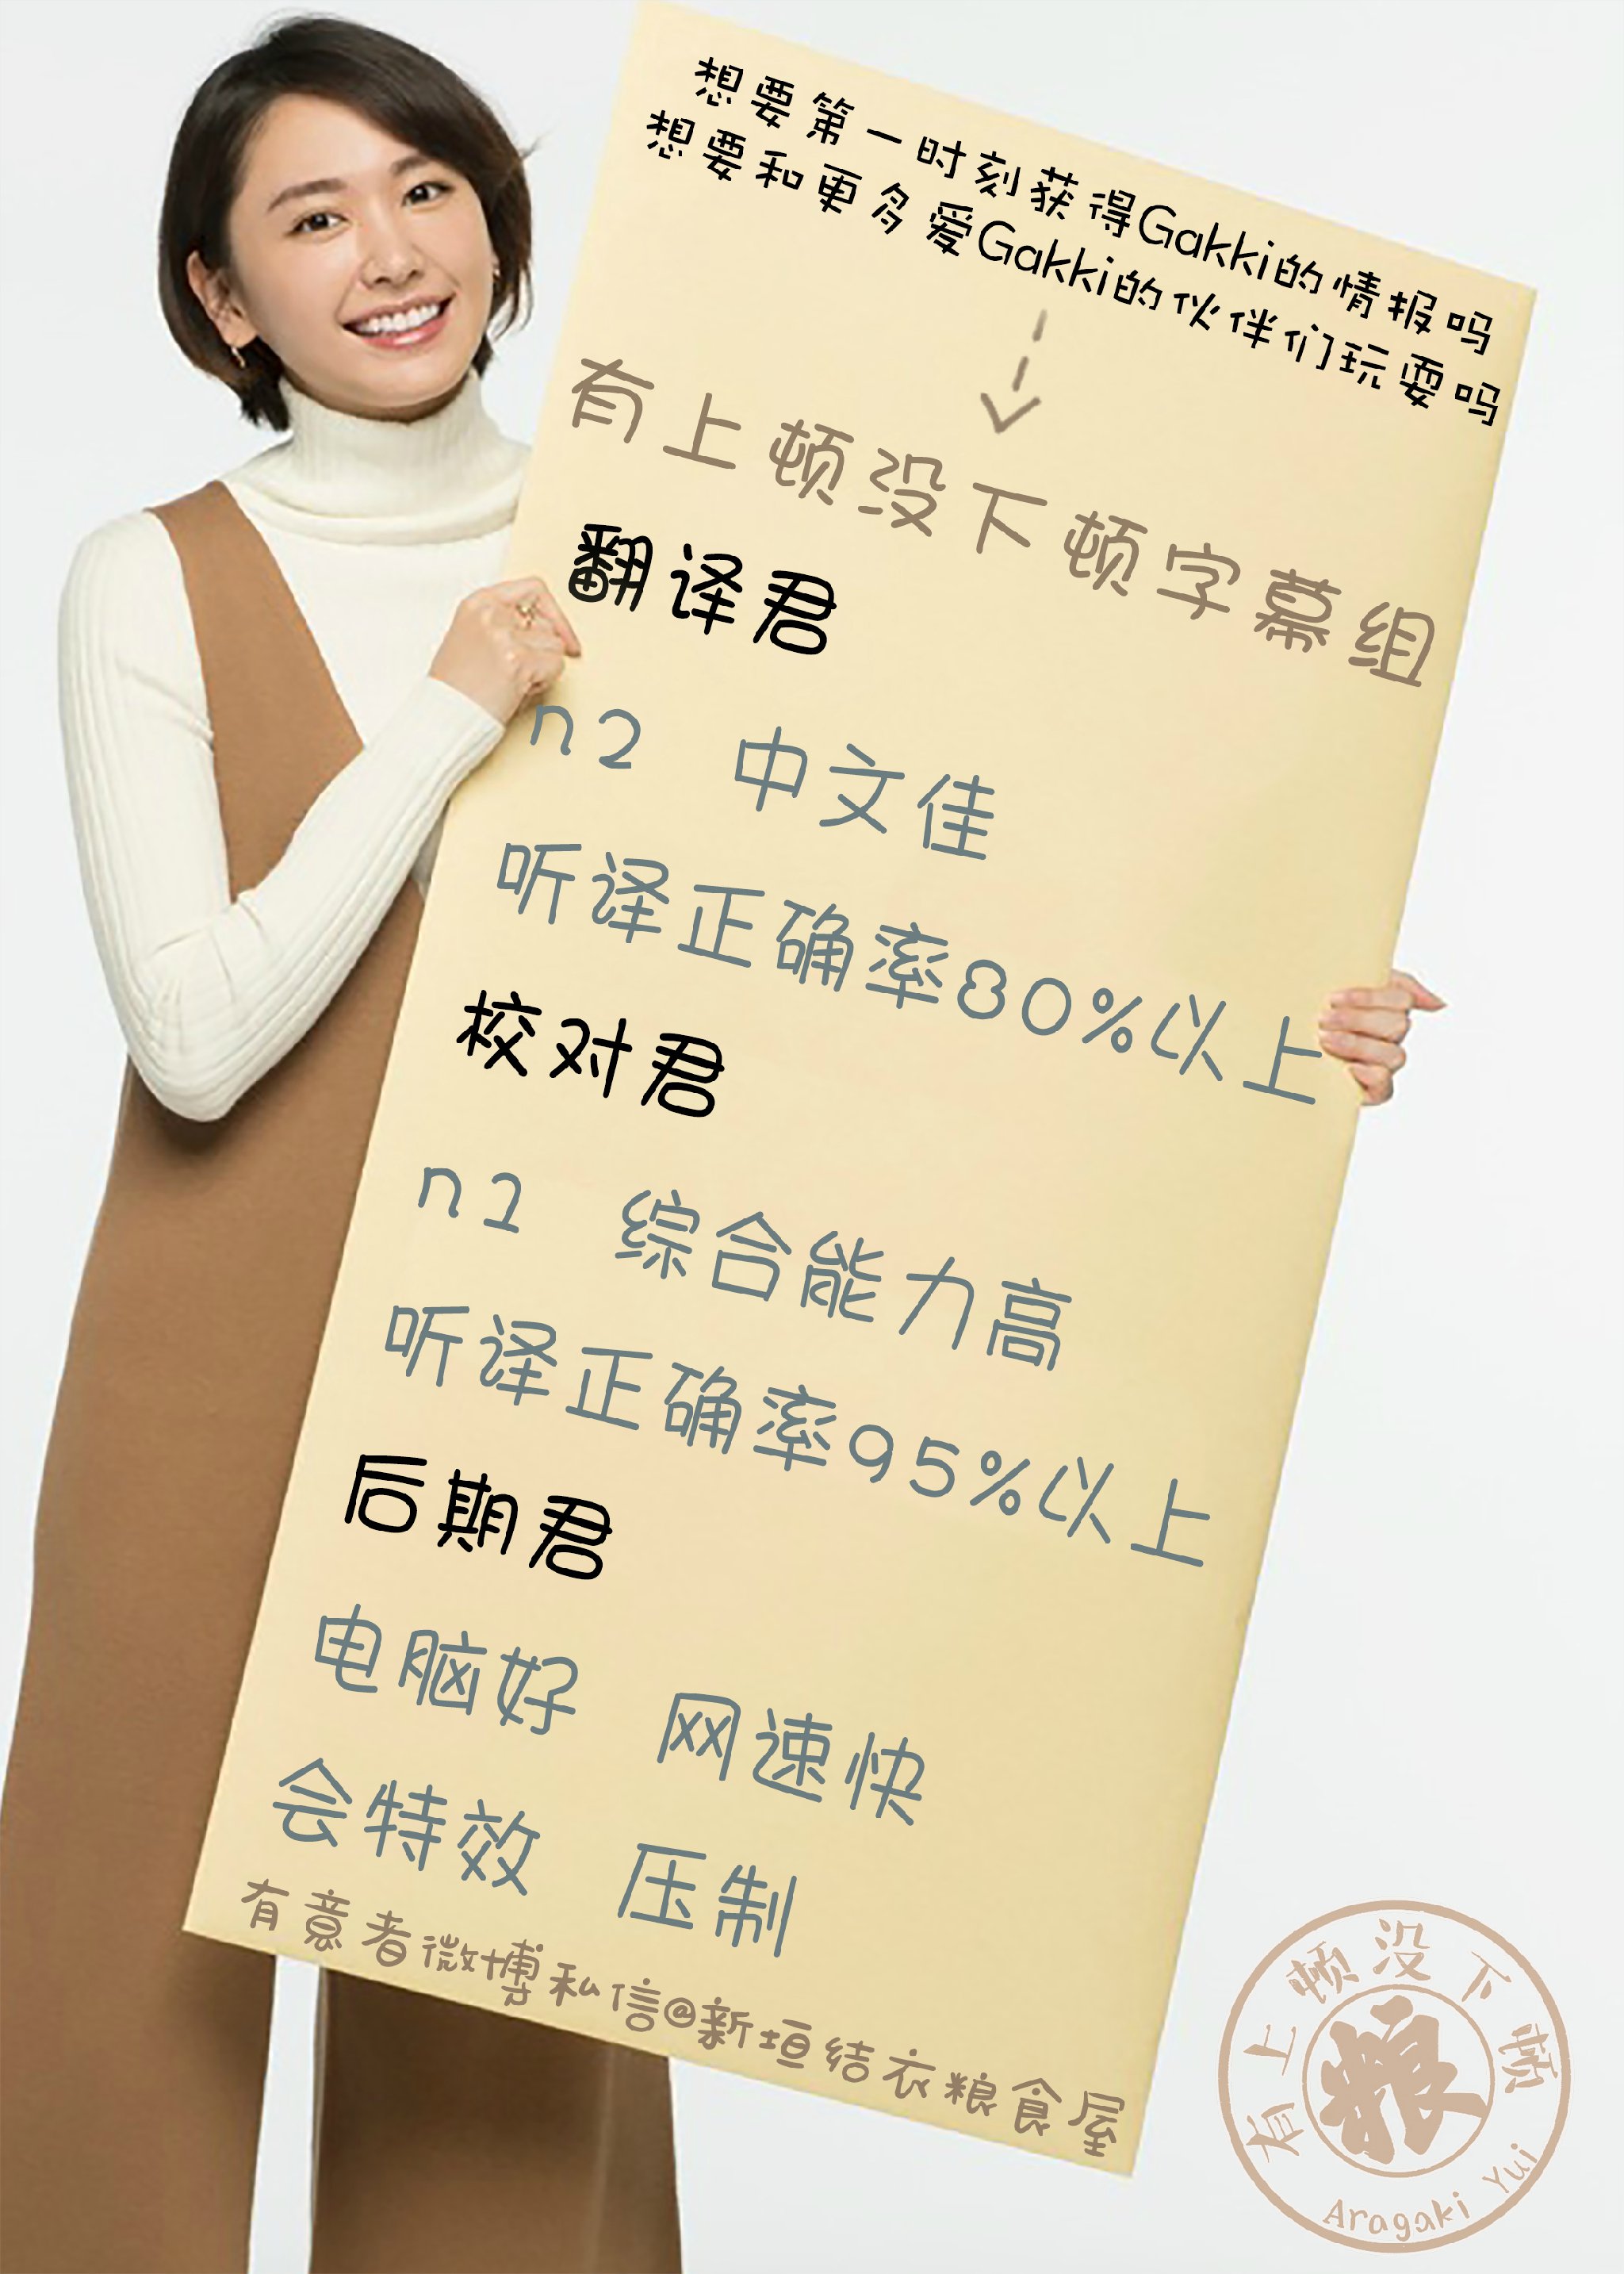 想要第一时刻获得Gakki的情报吗
想要和更多爱Gakki的伙伴们玩耍吗
有上顿没下顿字幕组
翻译君
n2 中文佳
听译正确率80%以上
校对君
n1 综合能力高
听译正确率95%以上
后期君
电脑好 网速快
会特效 压制
有意者微博私信@新垣结衣粮食屋
有上顿没下顿
粮
Aragaki Yui